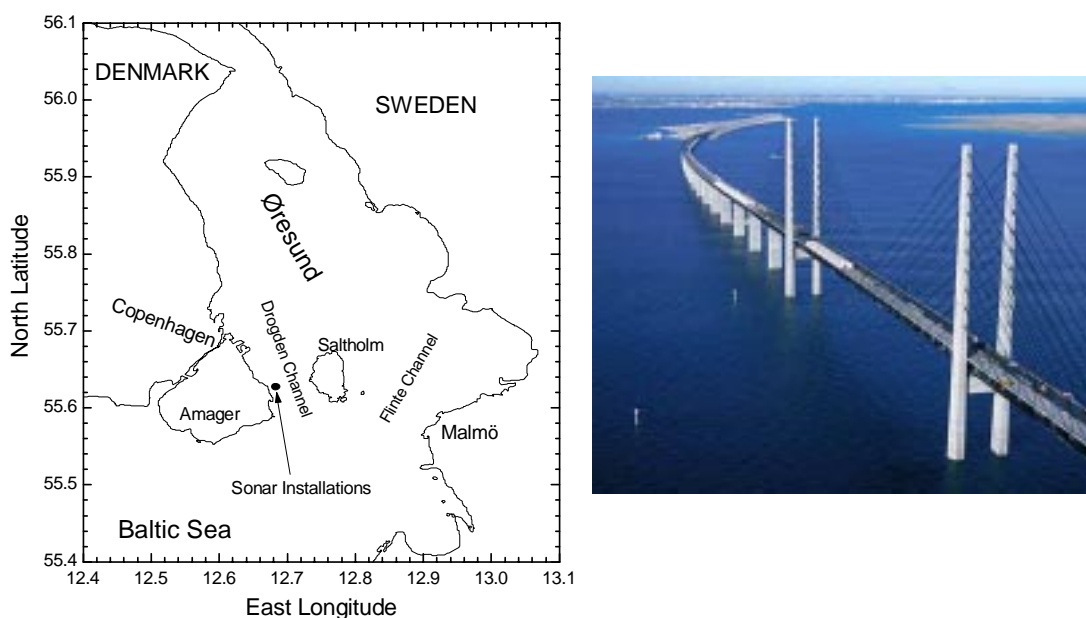 56.1
56.0
55.9
55.8
55.7
55.6
55.5
55.4
North Latitude
DENMARK
SWEDEN
Øresund
Copenhagen
Drogden Channel
Saltholm
Flinte Channel
Amager
Malmö
Sonar Installations
Baltic Sea
12.4 12.5 12.6 12.7 12.8 12.9 13.0 13.1
East Longitude